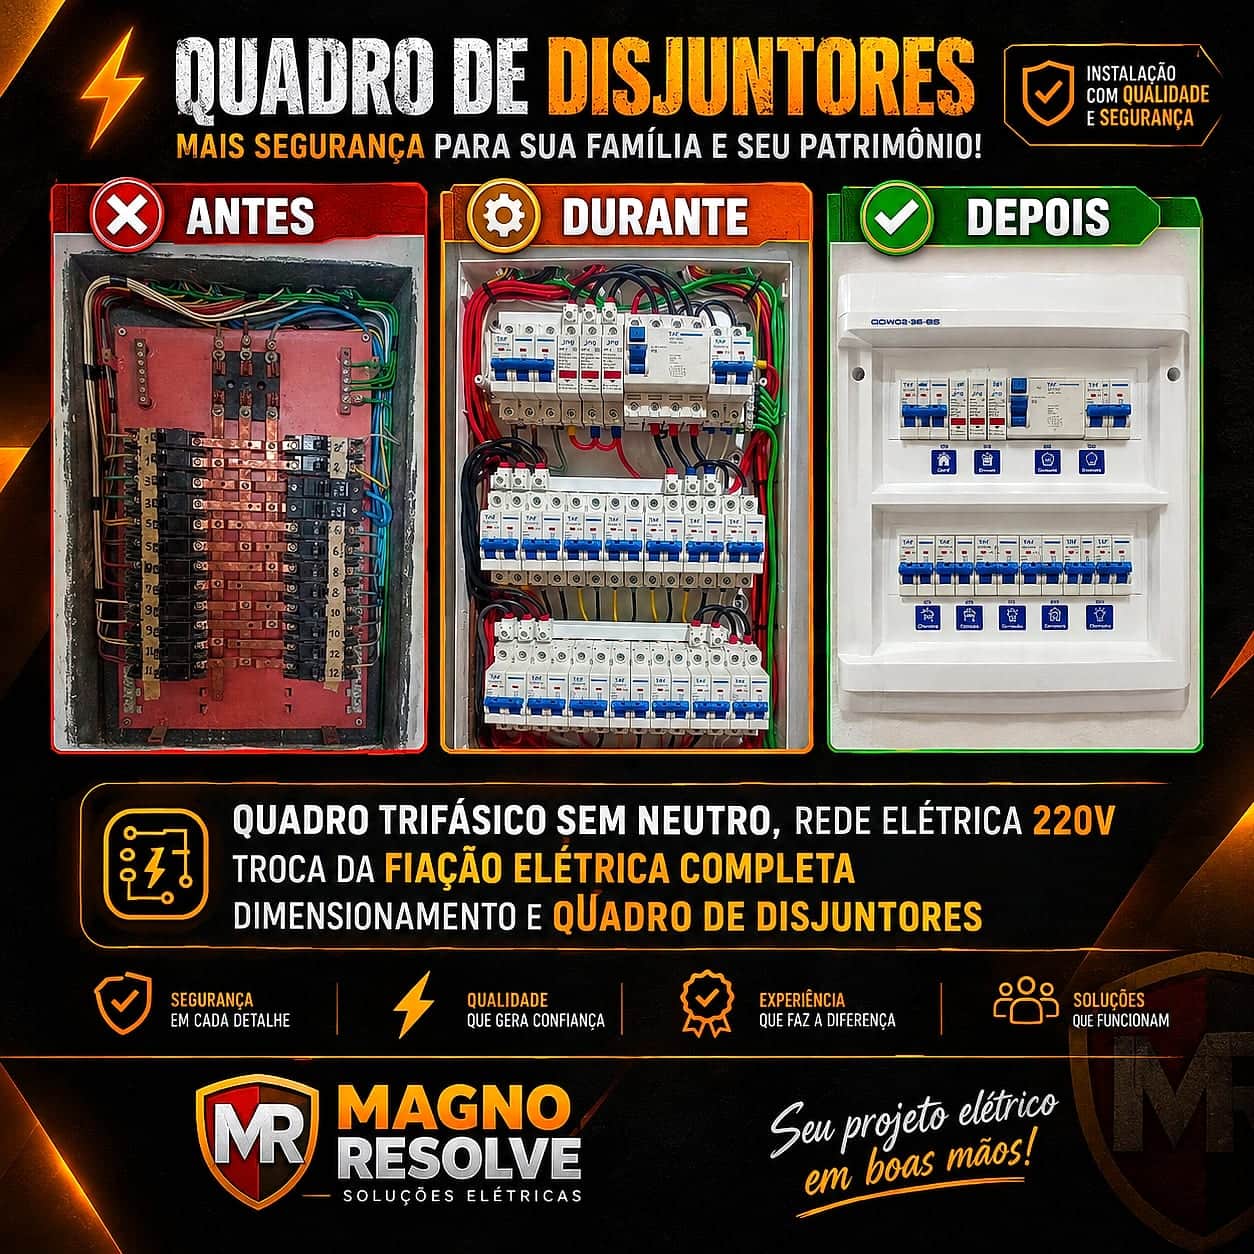 QUADRO DE DISJUNTORES
MAIS SEGURANÇA PARA SUA FAMÍLIA E SEU PATRIMÔNIO!
INSTALAÇÃO
COM QUALIDADE
E SEGURANÇA
ANTES
DURANTE
DEPOIS
QUADRO TRIFÁSICO SEM NEUTRO, REDE ELÉTRICA 220V
TROCA DA FIAÇÃO ELÉTRICA COMPLETA
DIMENSIONAMENTO E QUADRO DE DISJUNTORES
SEGURANÇA
EM CADA DETALHE
QUALIDADE
QUE GERA CONFIANÇA
EXPERIÊNCIA
QUE FAZ A DIFERENÇA
SOLUÇÕES
QUE FUNCIONAM
MR
MAGNO
RESOLVE
SOLUÇÕES ELÉTRICAS
Seu projeto elétrico
em boas mãos!